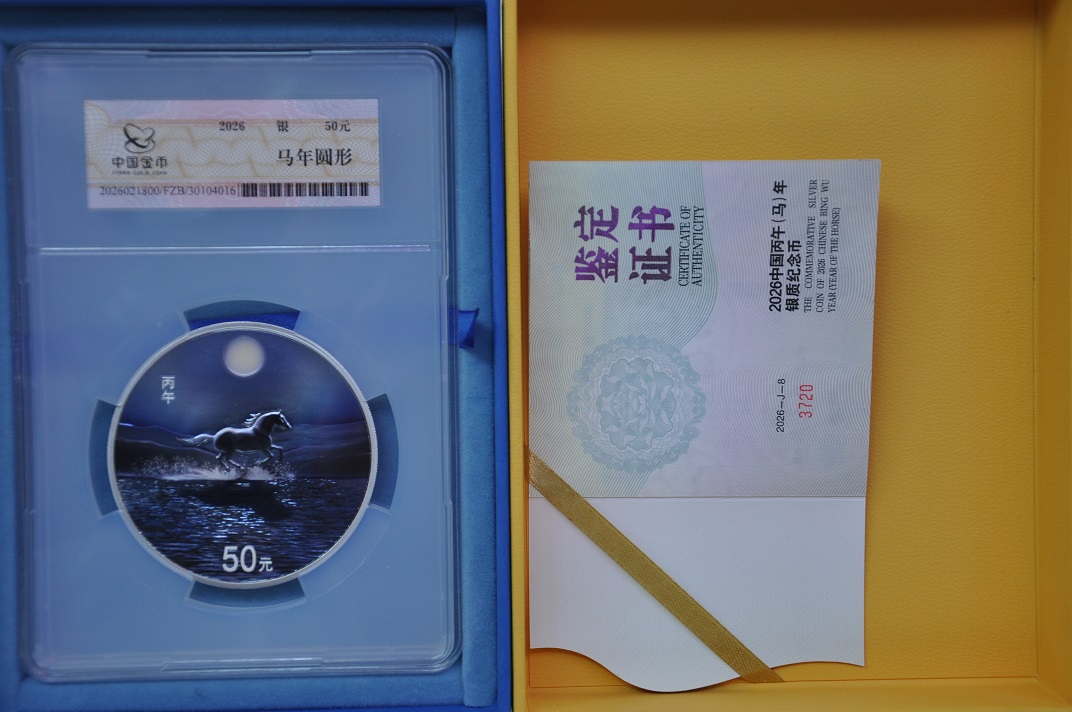 2026 银 50元
中国金币
CHINA GOLD COIN
马年圆形
2026021800/FZB/30104016
丙午
50元
鉴定
证书
CERTIFICATE OF
AUTHENTICITY
2026中国丙午(马)年
银质纪念币
THE COMMEMORATIVE SILVER
COIN OF 2026 CHINESE BING WU
YEAR (YEAR OF THE HORSE)
2026—J—8
3720